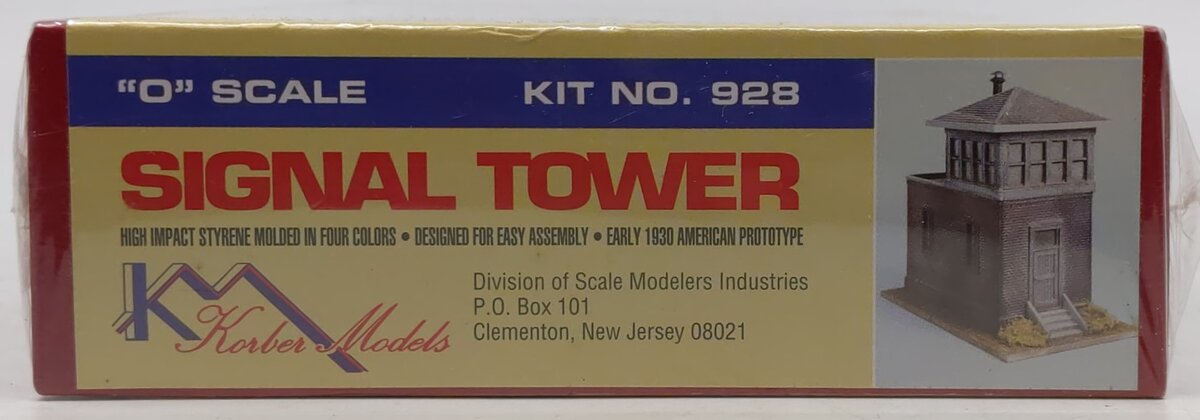 "O" SCALE KIT NO. 928
SIGNAL TOWER
HIGH IMPACT STYRENE MOLDED IN FOUR COLORS • DESIGNED FOR EASY ASSEMBLY • EARLY 1930 AMERICAN PROTOTYPE
KM
Korber Models
Division of Scale Modelers Industries
P.O. Box 101
Clementon, New Jersey 08021